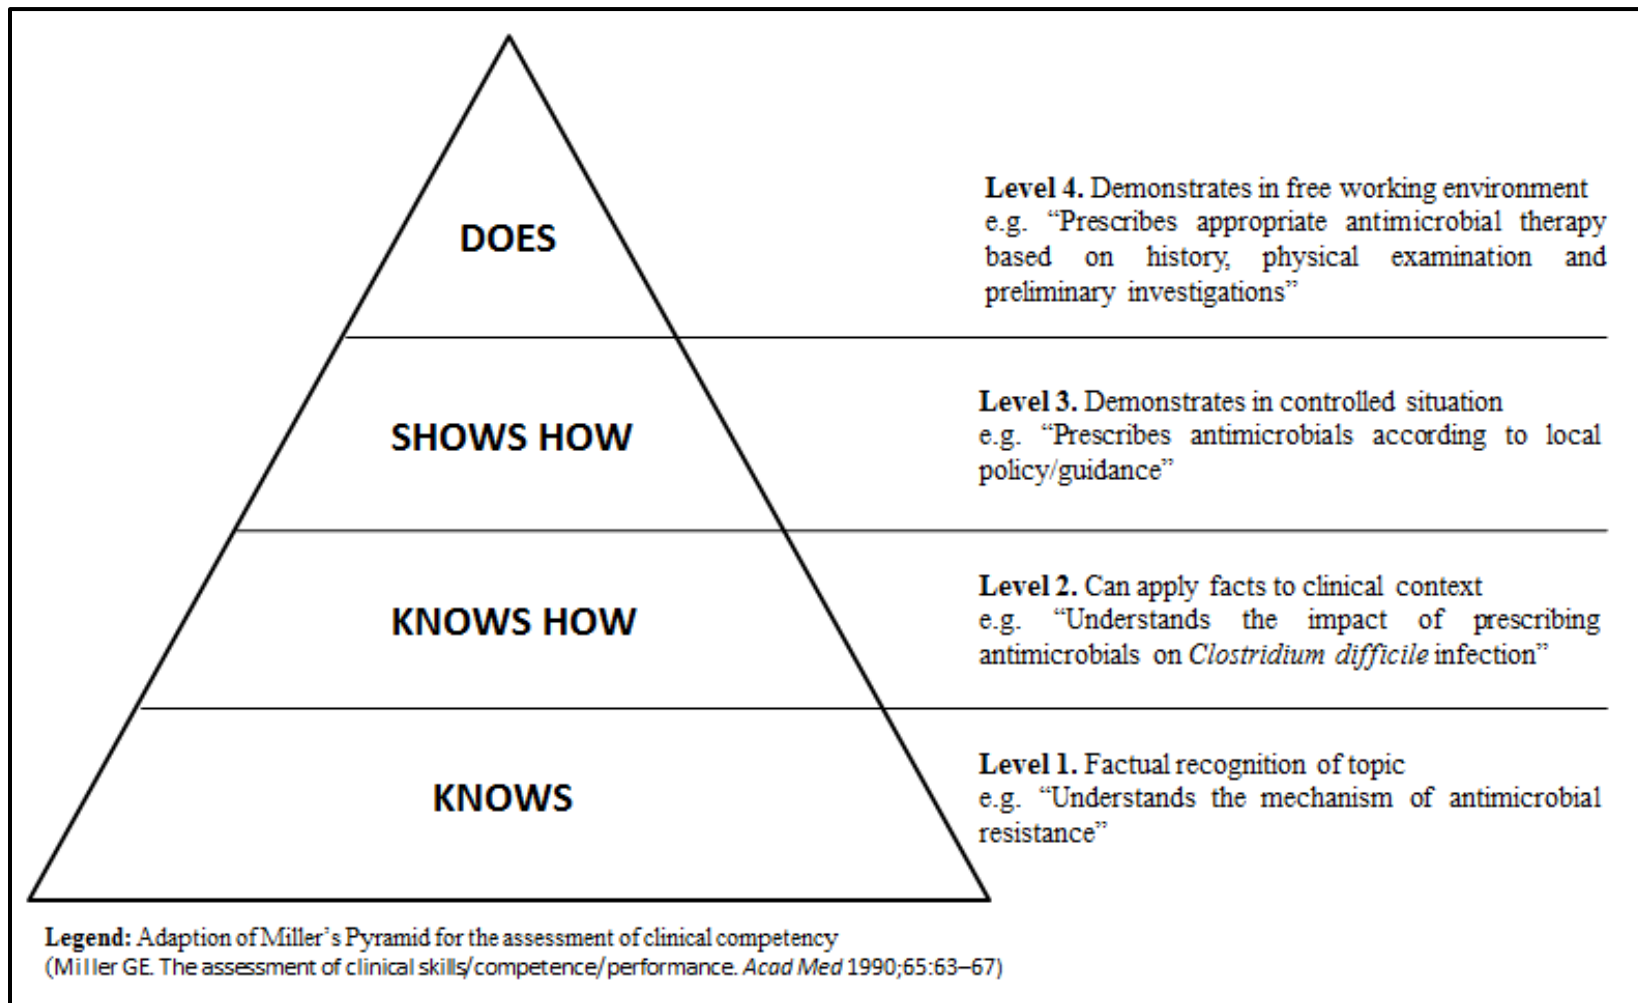 DOES
Level 4. Demonstrates in free working environment
e.g. “Prescribes appropriate antimicrobial therapy
based on history, physical examination and
preliminary investigations”
SHOWS HOW
Level 3. Demonstrates in controlled situation
e.g. “Prescribes antimicrobials according to local
policy/guidance”
KNOWS HOW
Level 2. Can apply facts to clinical context
e.g. “Understands the impact of prescribing
antimicrobials on Clostridium difficile infection”
KNOWS
Level 1. Factual recognition of topic
e.g. “Understands the mechanism of antimicrobial
resistance”
Legend: Adaption of Miller’s Pyramid for the assessment of clinical competency
(Miller GE. The assessment of clinical skills/competence/performance. Acad Med 1990;65:63–67)